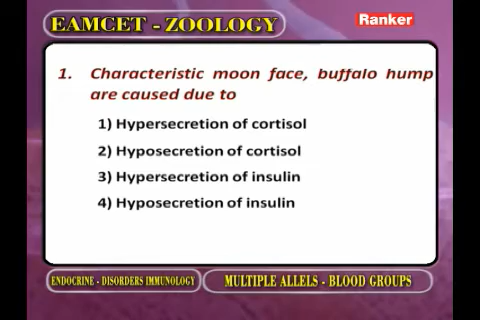 EAMCET - ZOOLOGY
Ranker
1. Characteristic moon face, buffalo hump
are caused due to
1) Hypersecretion of cortisol
2) Hyposecretion of cortisol
3) Hypersecretion of insulin
4) Hyposecretion of insulin
ENDOCRINE - DISORDERS IMMUNOLOGY
MULTIPLE ALLELS - BLOOD GROUPS